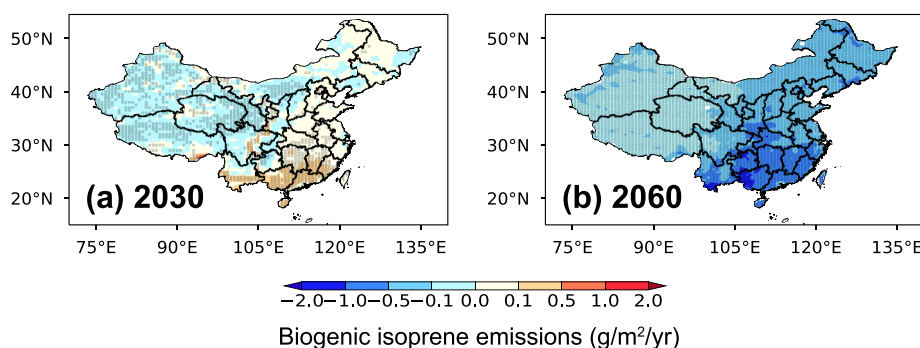 50°N
40°N
30°N
20°N
(a) 2030
75°E 90°E 105°E 120°E 135°E
50°N
40°N
30°N
20°N
(b) 2060
75°E 90°E 105°E 120°E 135°E
−2.0 −1.0 −0.5 −0.1 0.0 0.1 0.5 1.0 2.0
Biogenic isoprene emissions (g/m²/yr)